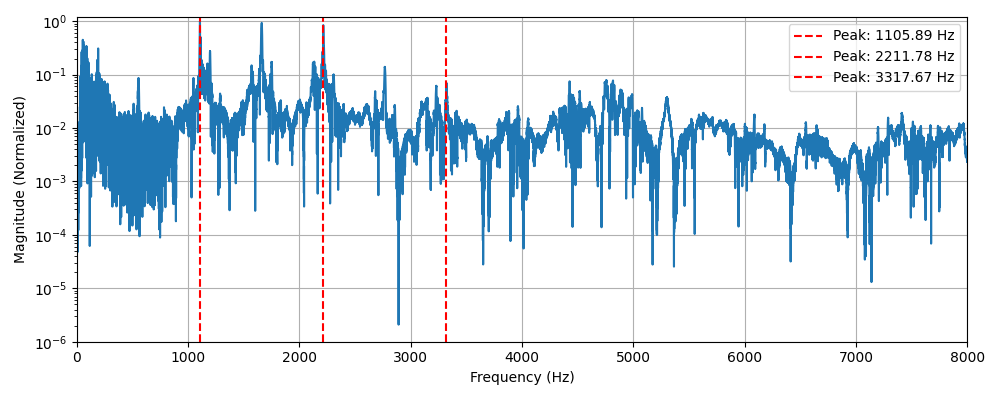 Magnitude (Normalized)
10⁰
10⁻¹
10⁻²
10⁻³
10⁻⁴
10⁻⁵
10⁻⁶
Peak: 1105.89 Hz
Peak: 2211.78 Hz
Peak: 3317.67 Hz
0 1000 2000 3000 4000 5000 6000 7000 8000
Frequency (Hz)